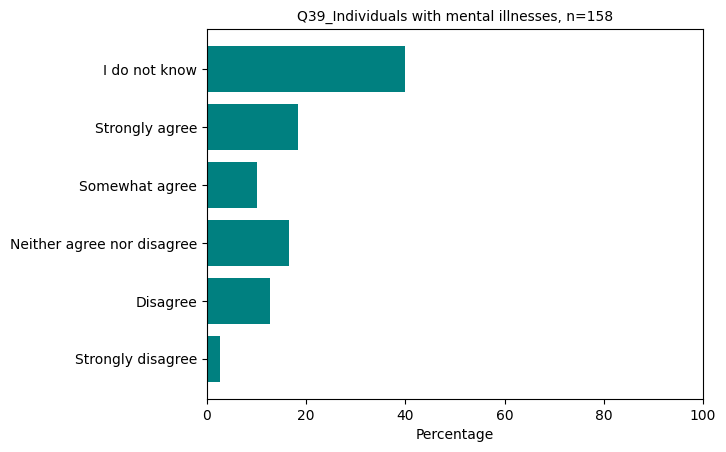 Q39_Individuals with mental illnesses, n=158
I do not know
Strongly agree
Somewhat agree
Neither agree nor disagree
Disagree
Strongly disagree
0 20 40 60 80 100
Percentage